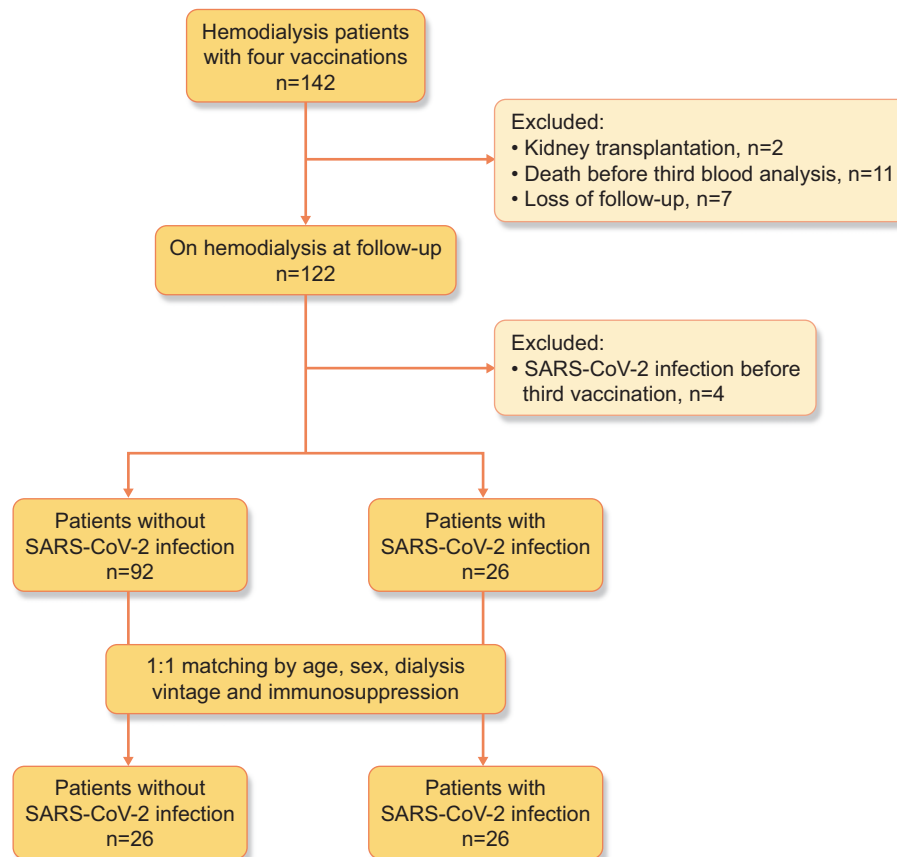 Hemodialysis patients
with four vaccinations
n=142
Excluded:
• Kidney transplantation, n=2
• Death before third blood analysis, n=11
• Loss of follow-up, n=7
On hemodialysis at follow-up
n=122
Excluded:
• SARS-CoV-2 infection before
third vaccination, n=4
Patients without
SARS-CoV-2 infection
n=92
Patients with
SARS-CoV-2 infection
n=26
1:1 matching by age, sex, dialysis
vintage and immunosuppression
Patients without
SARS-CoV-2 infection
n=26
Patients with
SARS-CoV-2 infection
n=26